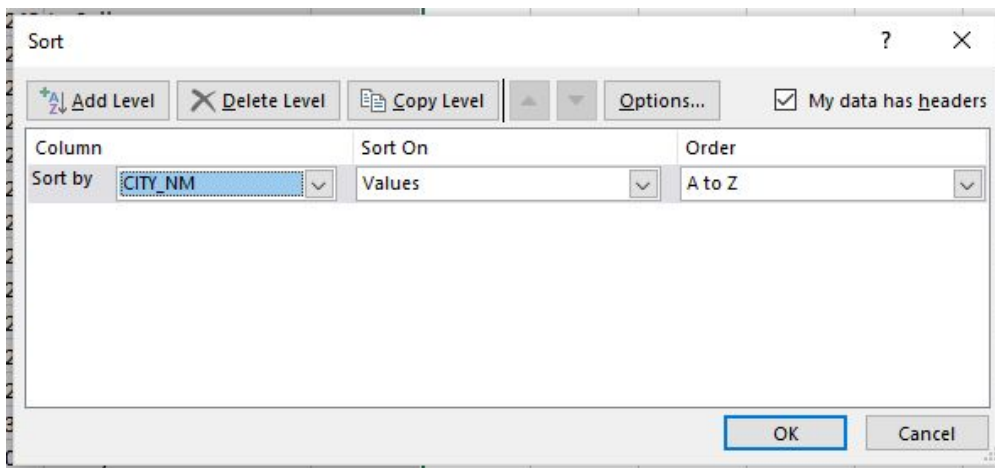 Sort
?
Add Level
Delete Level
Copy Level
Options...
My data has headers
Column
Sort On
Order
Sort by
CITY_NM
Values
A to Z
OK
Cancel